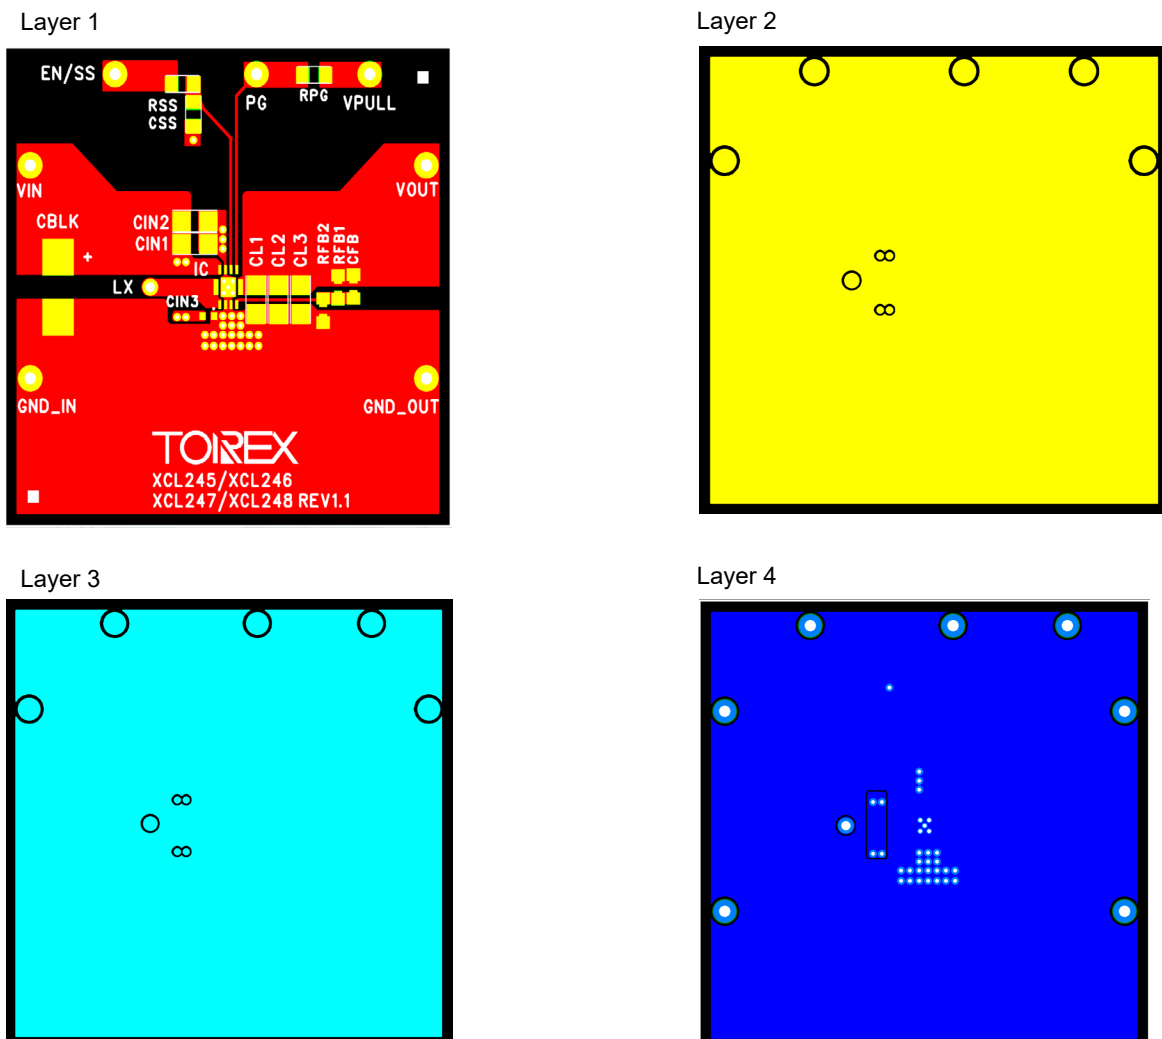 Layer 1
Layer 2
EN/SS
RSS
CSS
PG
RPG
VPULL
VIN
VOUT
CBLK
+
CIN2
CIN1
CL1
CL2
CL3
RFB2
RFB1
CFB
IC
LX
CIN3
GND_IN
GND_OUT
TOIREX
XCL245/XCL246
XCL247/XCL248 REV1.1
Layer 3
Layer 4